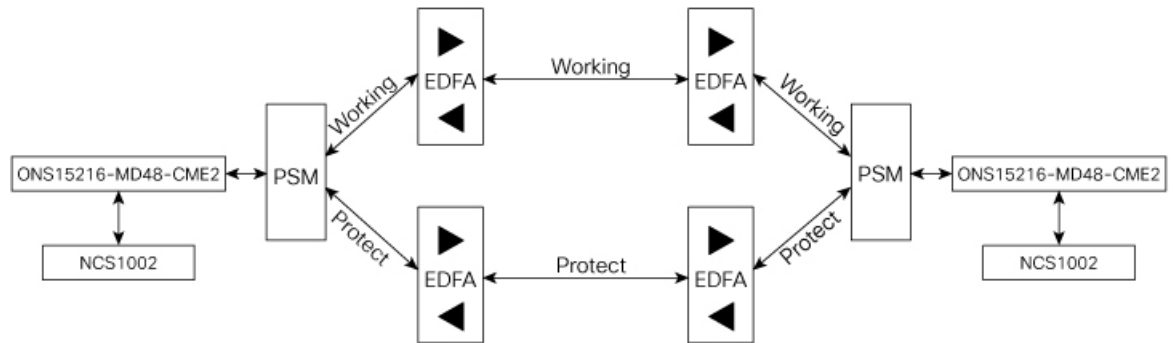 EDFA
Working
EDFA
Working
Working
PSM
PSM
ONS15216-MD48-CME2
ONS15216-MD48-CME2
NCS1002
NCS1002
Protect
EDFA
Protect
EDFA
Protect